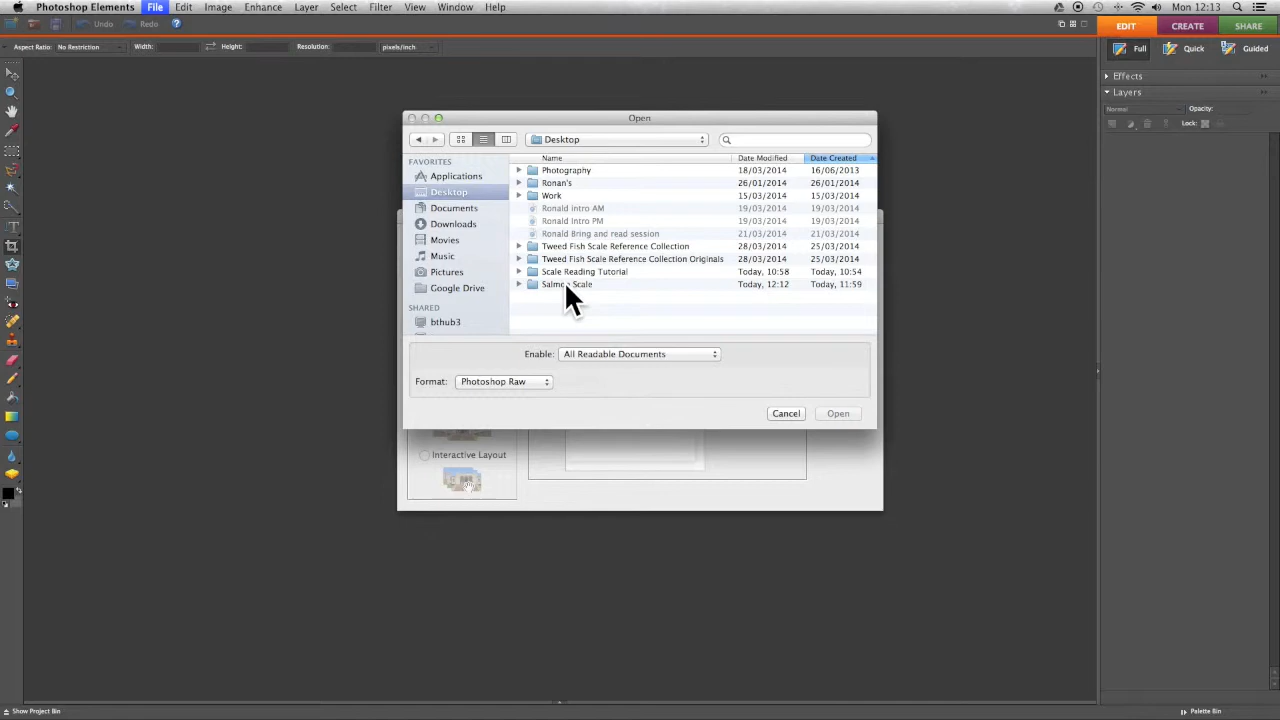 Photoshop Elements File Edit Image Enhance Layer Select Filter View Window Help Mon 12:13
Undo Redo EDIT CREATE SHARE
Aspect Ratio: No Restriction Width: Height: Resolution: pixels/inch Full Quick Guided
Effects
Layers
Normal Opacity:
Lock:
Open
Desktop
FAVORITES Name Date Modified Date Created
Applications
Desktop
Documents
Downloads
Movies
Music
Pictures
Google Drive
SHARED
bthub3
Photography 18/03/2014 16/06/2013
Ronan's 26/01/2014 26/01/2014
Work 15/03/2014 15/03/2014
Ronald intro AM 19/03/2014 19/03/2014
Ronald Intro PM 19/03/2014 19/03/2014
Ronald Bring and read session 21/03/2014 21/03/2014
Tweed Fish Scale Reference Collection 28/03/2014 25/03/2014
Tweed Fish Scale Reference Collection Originals 28/03/2014 25/03/2014
Scale Reading Tutorial Today, 10:58 Today, 10:54
Salmon Scale Today, 12:12 Today, 11:59
Enable: All Readable Documents
Format: Photoshop Raw
Cancel Open
Interactive Layout
Show Project Bin Palette Bin